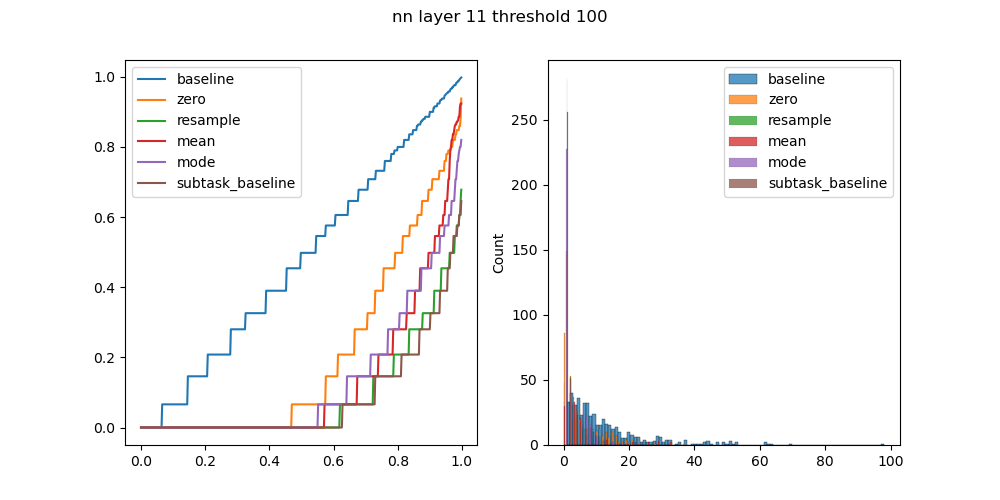 nn layer 11 threshold 100
baseline
zero
resample
mean
mode
subtask_baseline
1.0
0.8
0.6
0.4
0.2
0.0
0.0 0.2 0.4 0.6 0.8 1.0
baseline
zero
resample
mean
mode
subtask_baseline
Count
250
200
150
100
50
0
0 20 40 60 80 100